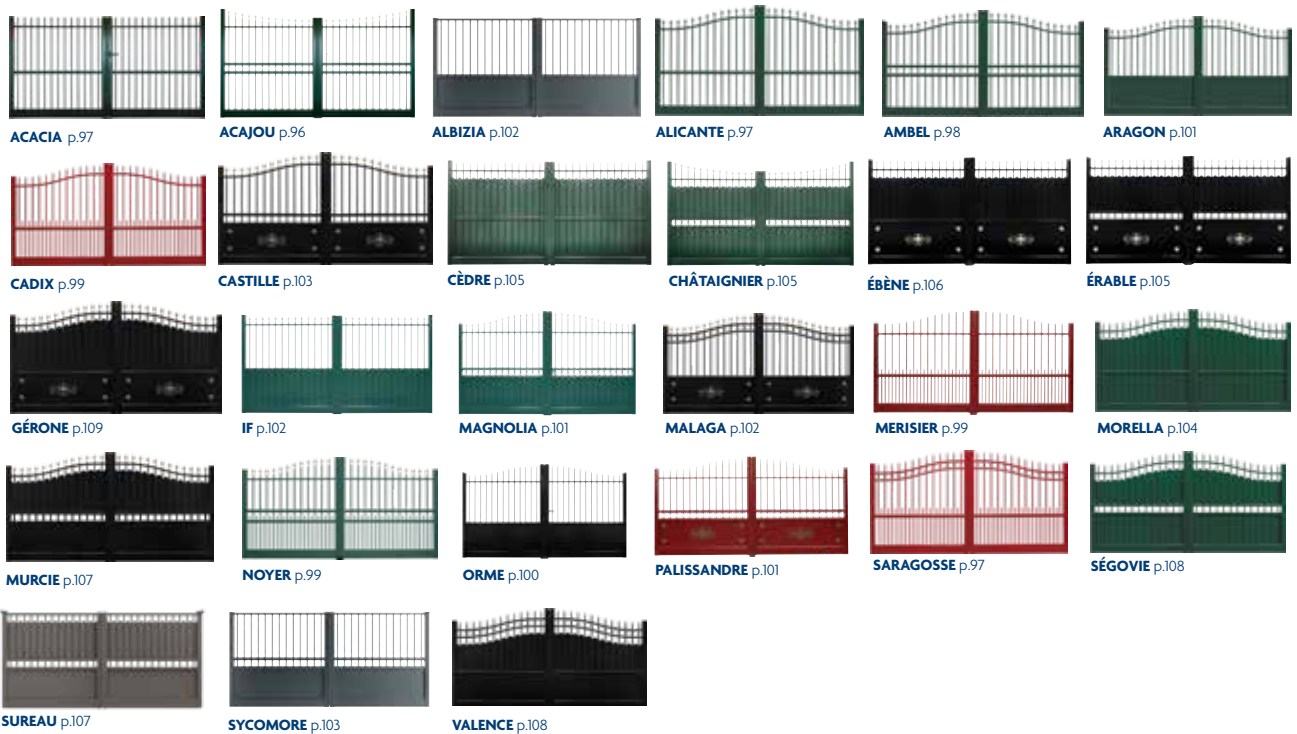 ACACIA p.97
ACAJOU p.96
ALBIZIA p.102
ALICANTE p.97
AMBEL p.98
ARAGON p.101
CADIX p.99
CASTILLE p.103
CÈDRE p.105
CHÂTAIGNIER p.105
ÉBÈNE p.106
ÉRABLE p.105
GÉRONE p.109
IF p.102
MAGNOLIA p.101
MALAGA p.102
MERISIER p.99
MORELLA p.104
MURCIE p.107
NOYER p.99
ORME p.100
PALISSANDRE p.101
SARAGOSSE p.97
SÉGOVIE p.108
SUREAU p.107
SYCOMORE p.103
VALENCE p.108